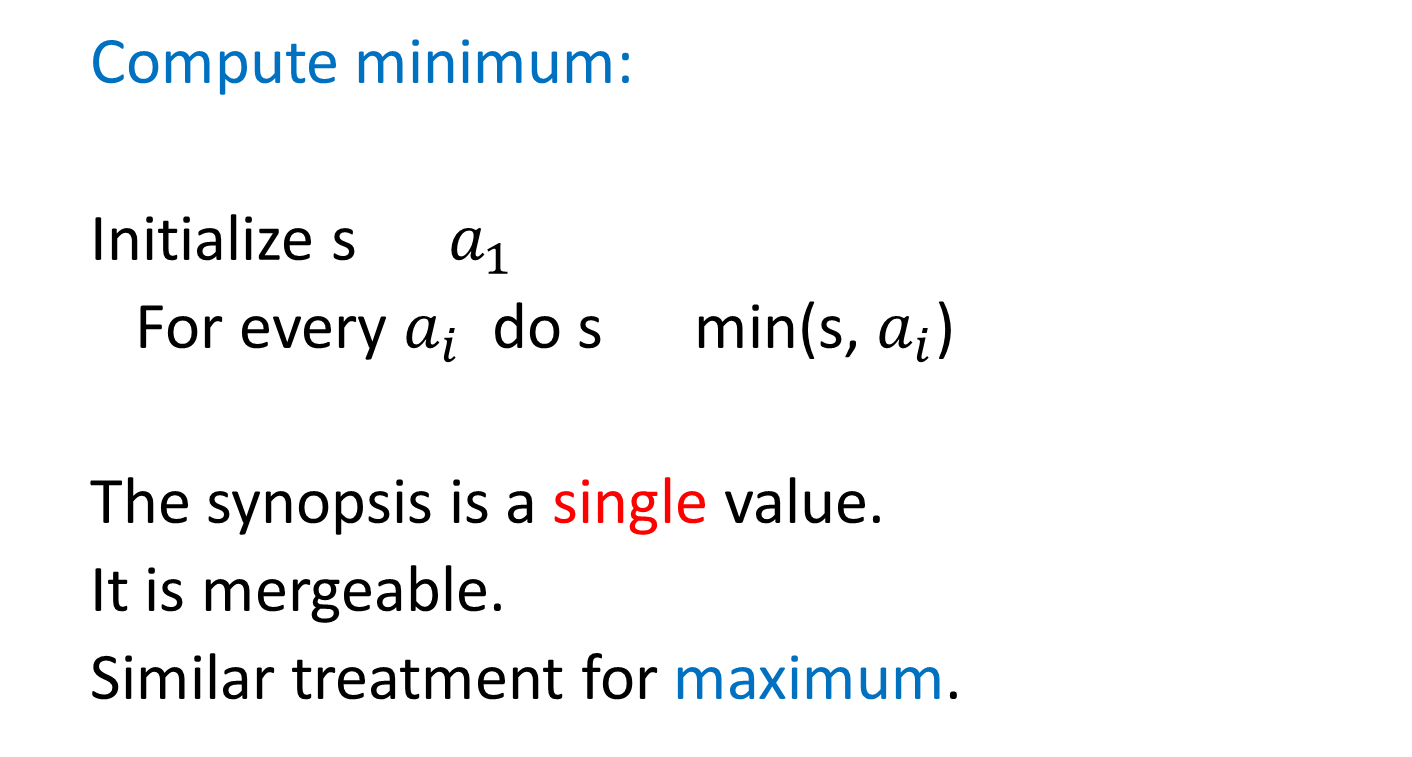 Compute minimum:
Initialize s a₁
For every aᵢ do s min(s, aᵢ)
The synopsis is a single value.
It is mergeable.
Similar treatment for maximum.